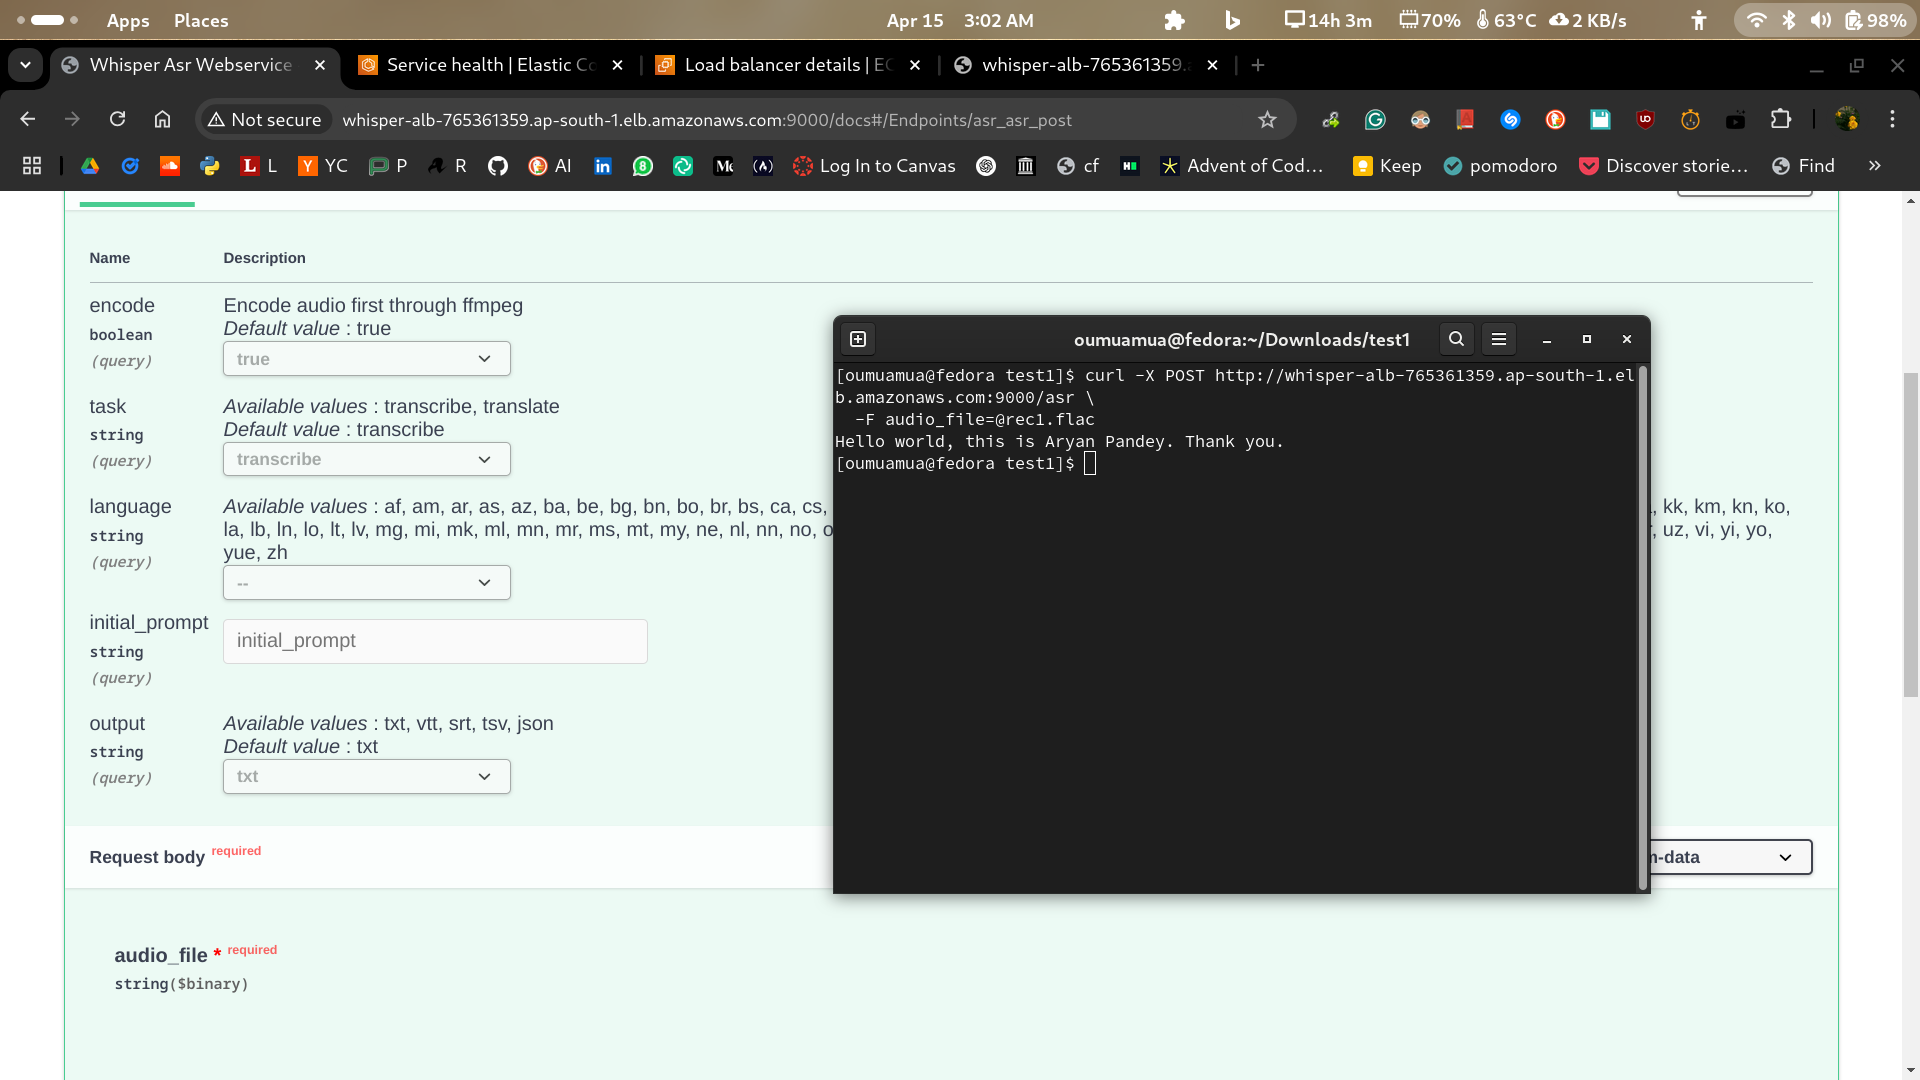 Apps Places Apr 15 3:02 AM 14h 3m 70% 63°C 2 KB/s 98%
Whisper Asr Webservice Service health | Elastic Co Load balancer details | EC whisper-alb-765361359.
Not secure whisper-alb-765361359.ap-south-1.elb.amazonaws.com:9000/docs#/Endpoints/asr_asr_post
L YC P R AI Log In to Canvas cf Advent of Cod... Keep pomodoro Discover storie... Find »
Name Description
encode Encode audio first through ffmpeg
boolean Default value : true
(query) true
task Available values : transcribe, translate
string Default value : transcribe
(query) transcribe
language Available values : af, am, ar, as, az, ba, be, bg, bn, bo, br, bs, ca, cs, kk, km, kn, ko,
string la, lb, ln, lo, lt, lv, mg, mi, mk, ml, mn, mr, ms, mt, my, ne, nl, nn, no, uz, vi, yi, yo,
(query) yue, zh
--
initial_prompt initial_prompt
string
(query)
output Available values : txt, vtt, srt, tsv, json
string Default value : txt
(query) txt
Request body required -data
audio_file * required
string($binary)
oumuamua@fedora:~/Downloads/test1
[oumuamua@fedora test1]$ curl -X POST http://whisper-alb-765361359.ap-south-1.el
b.amazonaws.com:9000/asr \
-F audio_file=@rec1.flac
Hello world, this is Aryan Pandey. Thank you.
[oumuamua@fedora test1]$